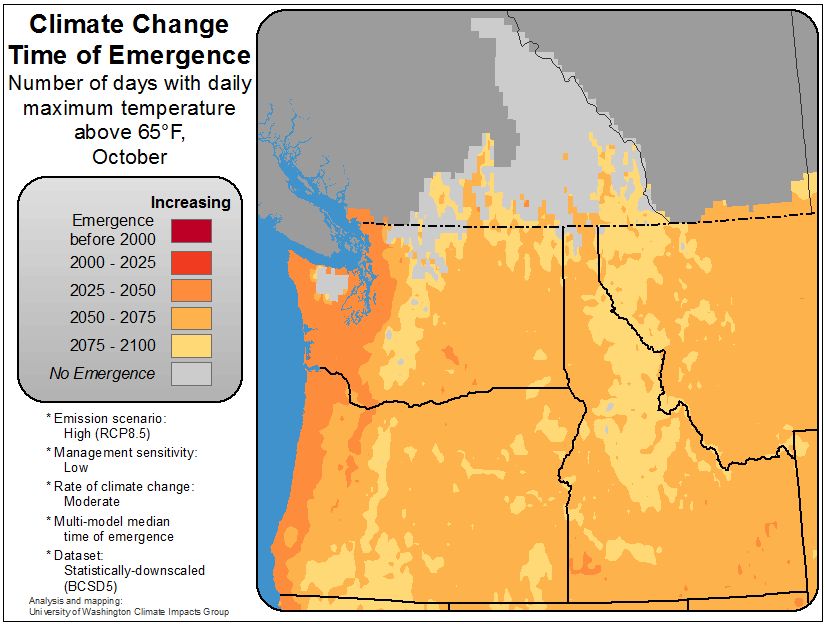 Climate Change
Time of Emergence
Number of days with daily
maximum temperature
above 65°F,
October
Increasing
Emergence
before 2000
2000 - 2025
2025 - 2050
2050 - 2075
2075 - 2100
No Emergence
* Emission scenario:
High (RCP8.5)
* Management sensitivity:
Low
* Rate of climate change:
Moderate
* Multi-model median
time of emergence
* Dataset:
Statistically-downscaled
(BCSD5)
Analysis and mapping:
University of Washington Climate Impacts Group